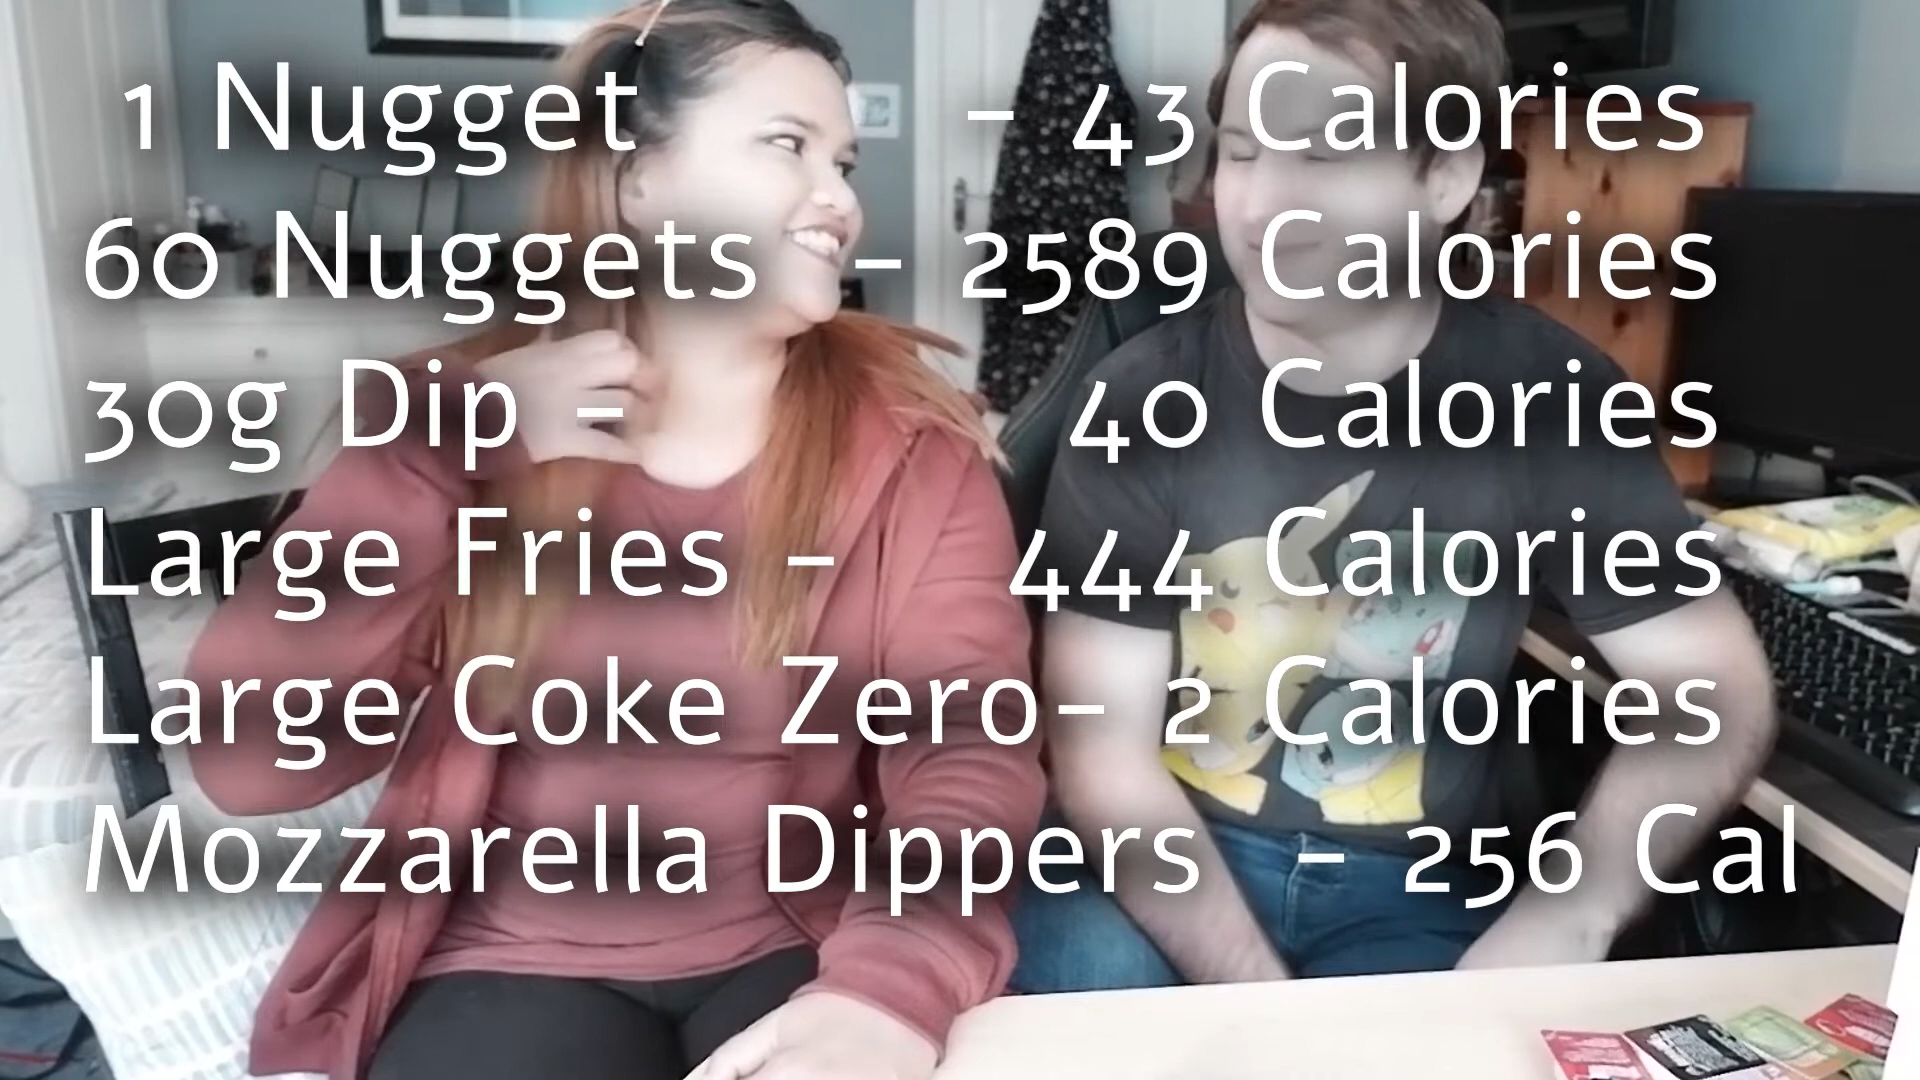 1 Nugget - 43 Calories
60 Nuggets - 2589 Calories
30g Dip - 40 Calories
Large Fries - 444 Calories
Large Coke Zero- 2 Calories
Mozzarella Dippers - 256 Cal